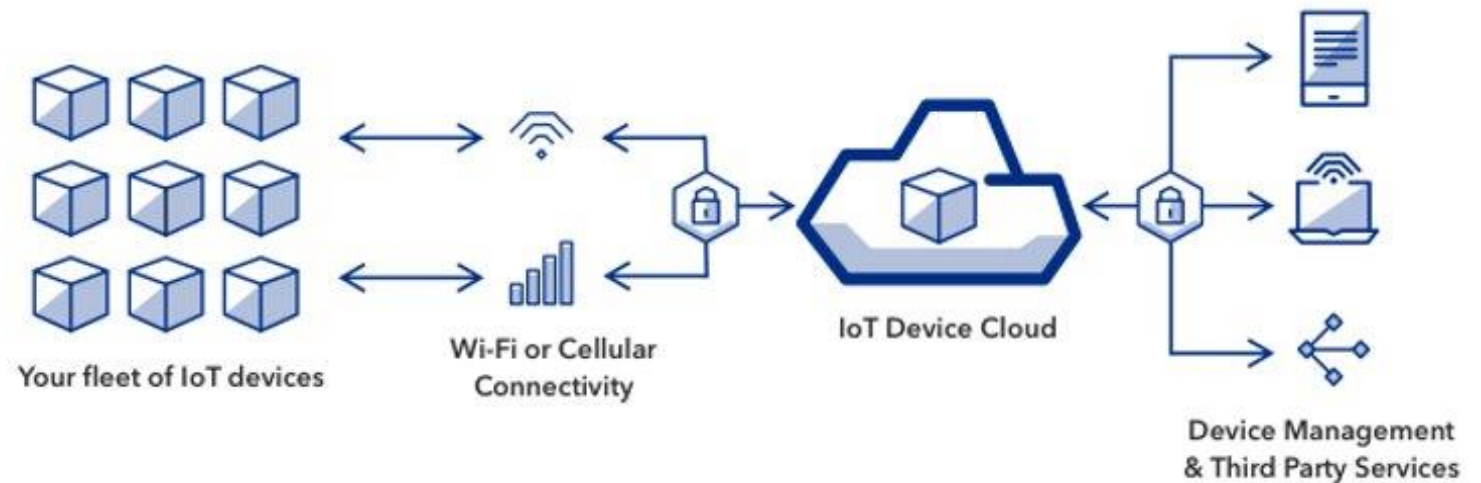 Your fleet of IoT devices
Wi-Fi or Cellular
Connectivity
IoT Device Cloud
Device Management
& Third Party Services